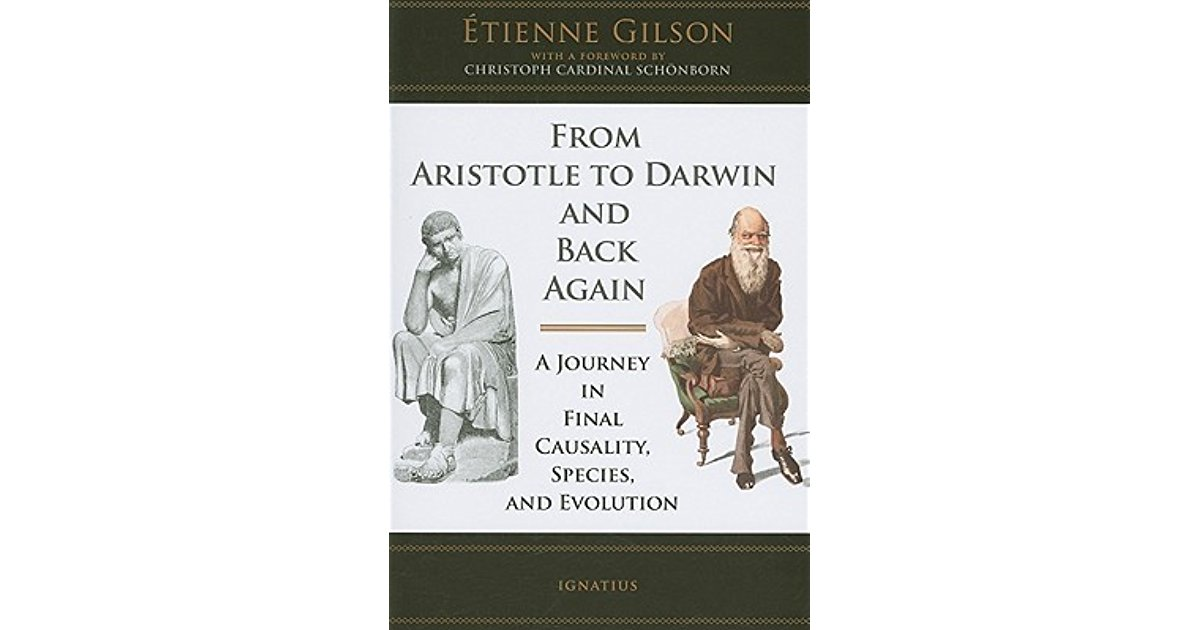 ÉTIENNE GILSON
WITH A FOREWORD BY
CHRISTOPH CARDINAL SCHÖNBORN
FROM
ARISTOTLE TO DARWIN
AND
BACK
AGAIN
A JOURNEY
IN
FINAL
CAUSALITY,
SPECIES,
AND EVOLUTION
IGNATIUS